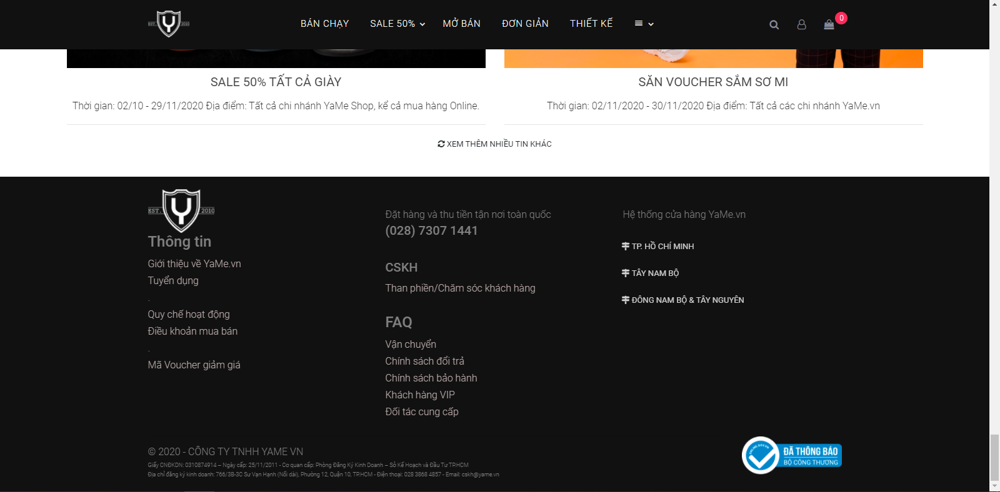 EST. Y 2010
BÁN CHẠY SALE 50% MỞ BÁN ĐƠN GIẢN THIẾT KẾ
0
SALE 50% TẤT CẢ GIÀY
Thời gian: 02/10 - 29/11/2020 Địa điểm: Tất cả chi nhánh YaMe Shop, kể cả mua hàng Online.
SĂN VOUCHER SẮM SƠ MI
Thời gian: 02/11/2020 - 30/11/2020 Địa điểm: Tất cả các chi nhánh YaMe.vn
XEM THÊM NHIỀU TIN KHÁC
EST. Y 2010
Thông tin
Giới thiệu về YaMe.vn
Tuyển dụng
.
Quy chế hoạt động
Điều khoản mua bán
.
Mã Voucher giảm giá
Đặt hàng và thu tiền tận nơi toàn quốc
(028) 7307 1441
CSKH
Than phiền/Chăm sóc khách hàng
FAQ
Vận chuyển
Chính sách đổi trả
Chính sách bảo hành
Khách hàng VIP
Đối tác cung cấp
Hệ thống cửa hàng YaMe.vn
TP. HỒ CHÍ MINH
TÂY NAM BỘ
ĐÔNG NAM BỘ & TÂY NGUYÊN
© 2020 - CÔNG TY TNHH YAME VN
Giấy CNĐKDN: 0310874914 – Ngày cấp: 25/11/2011 - Cơ quan cấp: Phòng Đăng Ký Kinh Doanh – Sở Kế Hoạch và Đầu Tư TP.HCM
Địa chỉ đăng ký kinh doanh: 766/3B-3C Sư Vạn Hạnh (Nối dài), Phường 12, Quận 10, TP.HCM - Điện thoại: 028 3868 4857 - Email: cskh@yame.vn
ĐÃ THÔNG BÁO
BỘ CÔNG THƯƠNG